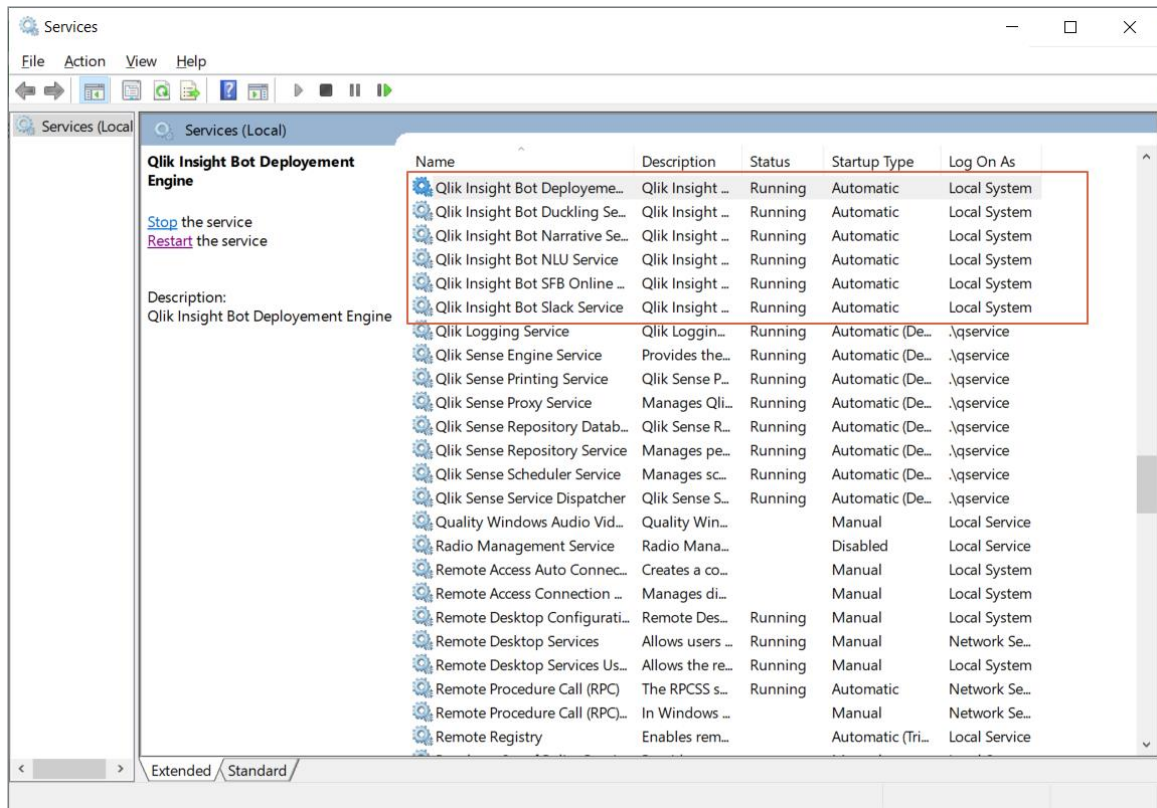 Services
File Action View Help
Services (Local
Services (Local)
Qlik Insight Bot Deployement
Engine
Stop the service
Restart the service
Description:
Qlik Insight Bot Deployement Engine
Name Description Status Startup Type Log On As
Qlik Insight Bot Deployeme... Qlik Insight ... Running Automatic Local System
Qlik Insight Bot Duckling Se... Qlik Insight ... Running Automatic Local System
Qlik Insight Bot Narrative Se... Qlik Insight ... Running Automatic Local System
Qlik Insight Bot NLU Service Qlik Insight ... Running Automatic Local System
Qlik Insight Bot SFB Online ... Qlik Insight ... Running Automatic Local System
Qlik Insight Bot Slack Service Qlik Insight ... Running Automatic Local System
Qlik Logging Service Qlik Loggin... Running Automatic (De... .\qservice
Qlik Sense Engine Service Provides the... Running Automatic (De... .\qservice
Qlik Sense Printing Service Qlik Sense P... Running Automatic (De... .\qservice
Qlik Sense Proxy Service Manages Qli... Running Automatic (De... .\qservice
Qlik Sense Repository Datab... Qlik Sense R... Running Automatic (De... .\qservice
Qlik Sense Repository Service Manages pe... Running Automatic (De... .\qservice
Qlik Sense Scheduler Service Manages sc... Running Automatic (De... .\qservice
Qlik Sense Service Dispatcher Qlik Sense S... Running Automatic (De... .\qservice
Quality Windows Audio Vid... Quality Win... Manual Local Service
Radio Management Service Radio Mana... Disabled Local Service
Remote Access Auto Connec... Creates a co... Manual Local System
Remote Access Connection ... Manages di... Manual Local System
Remote Desktop Configurati... Remote Des... Running Manual Local System
Remote Desktop Services Allows users ... Running Manual Network Se...
Remote Desktop Services Us... Allows the re... Running Manual Local System
Remote Procedure Call (RPC) The RPCSS s... Running Automatic Network Se...
Remote Procedure Call (RPC)... In Windows ... Manual Network Se...
Remote Registry Enables rem... Automatic (Tri... Local Service
Extended Standard